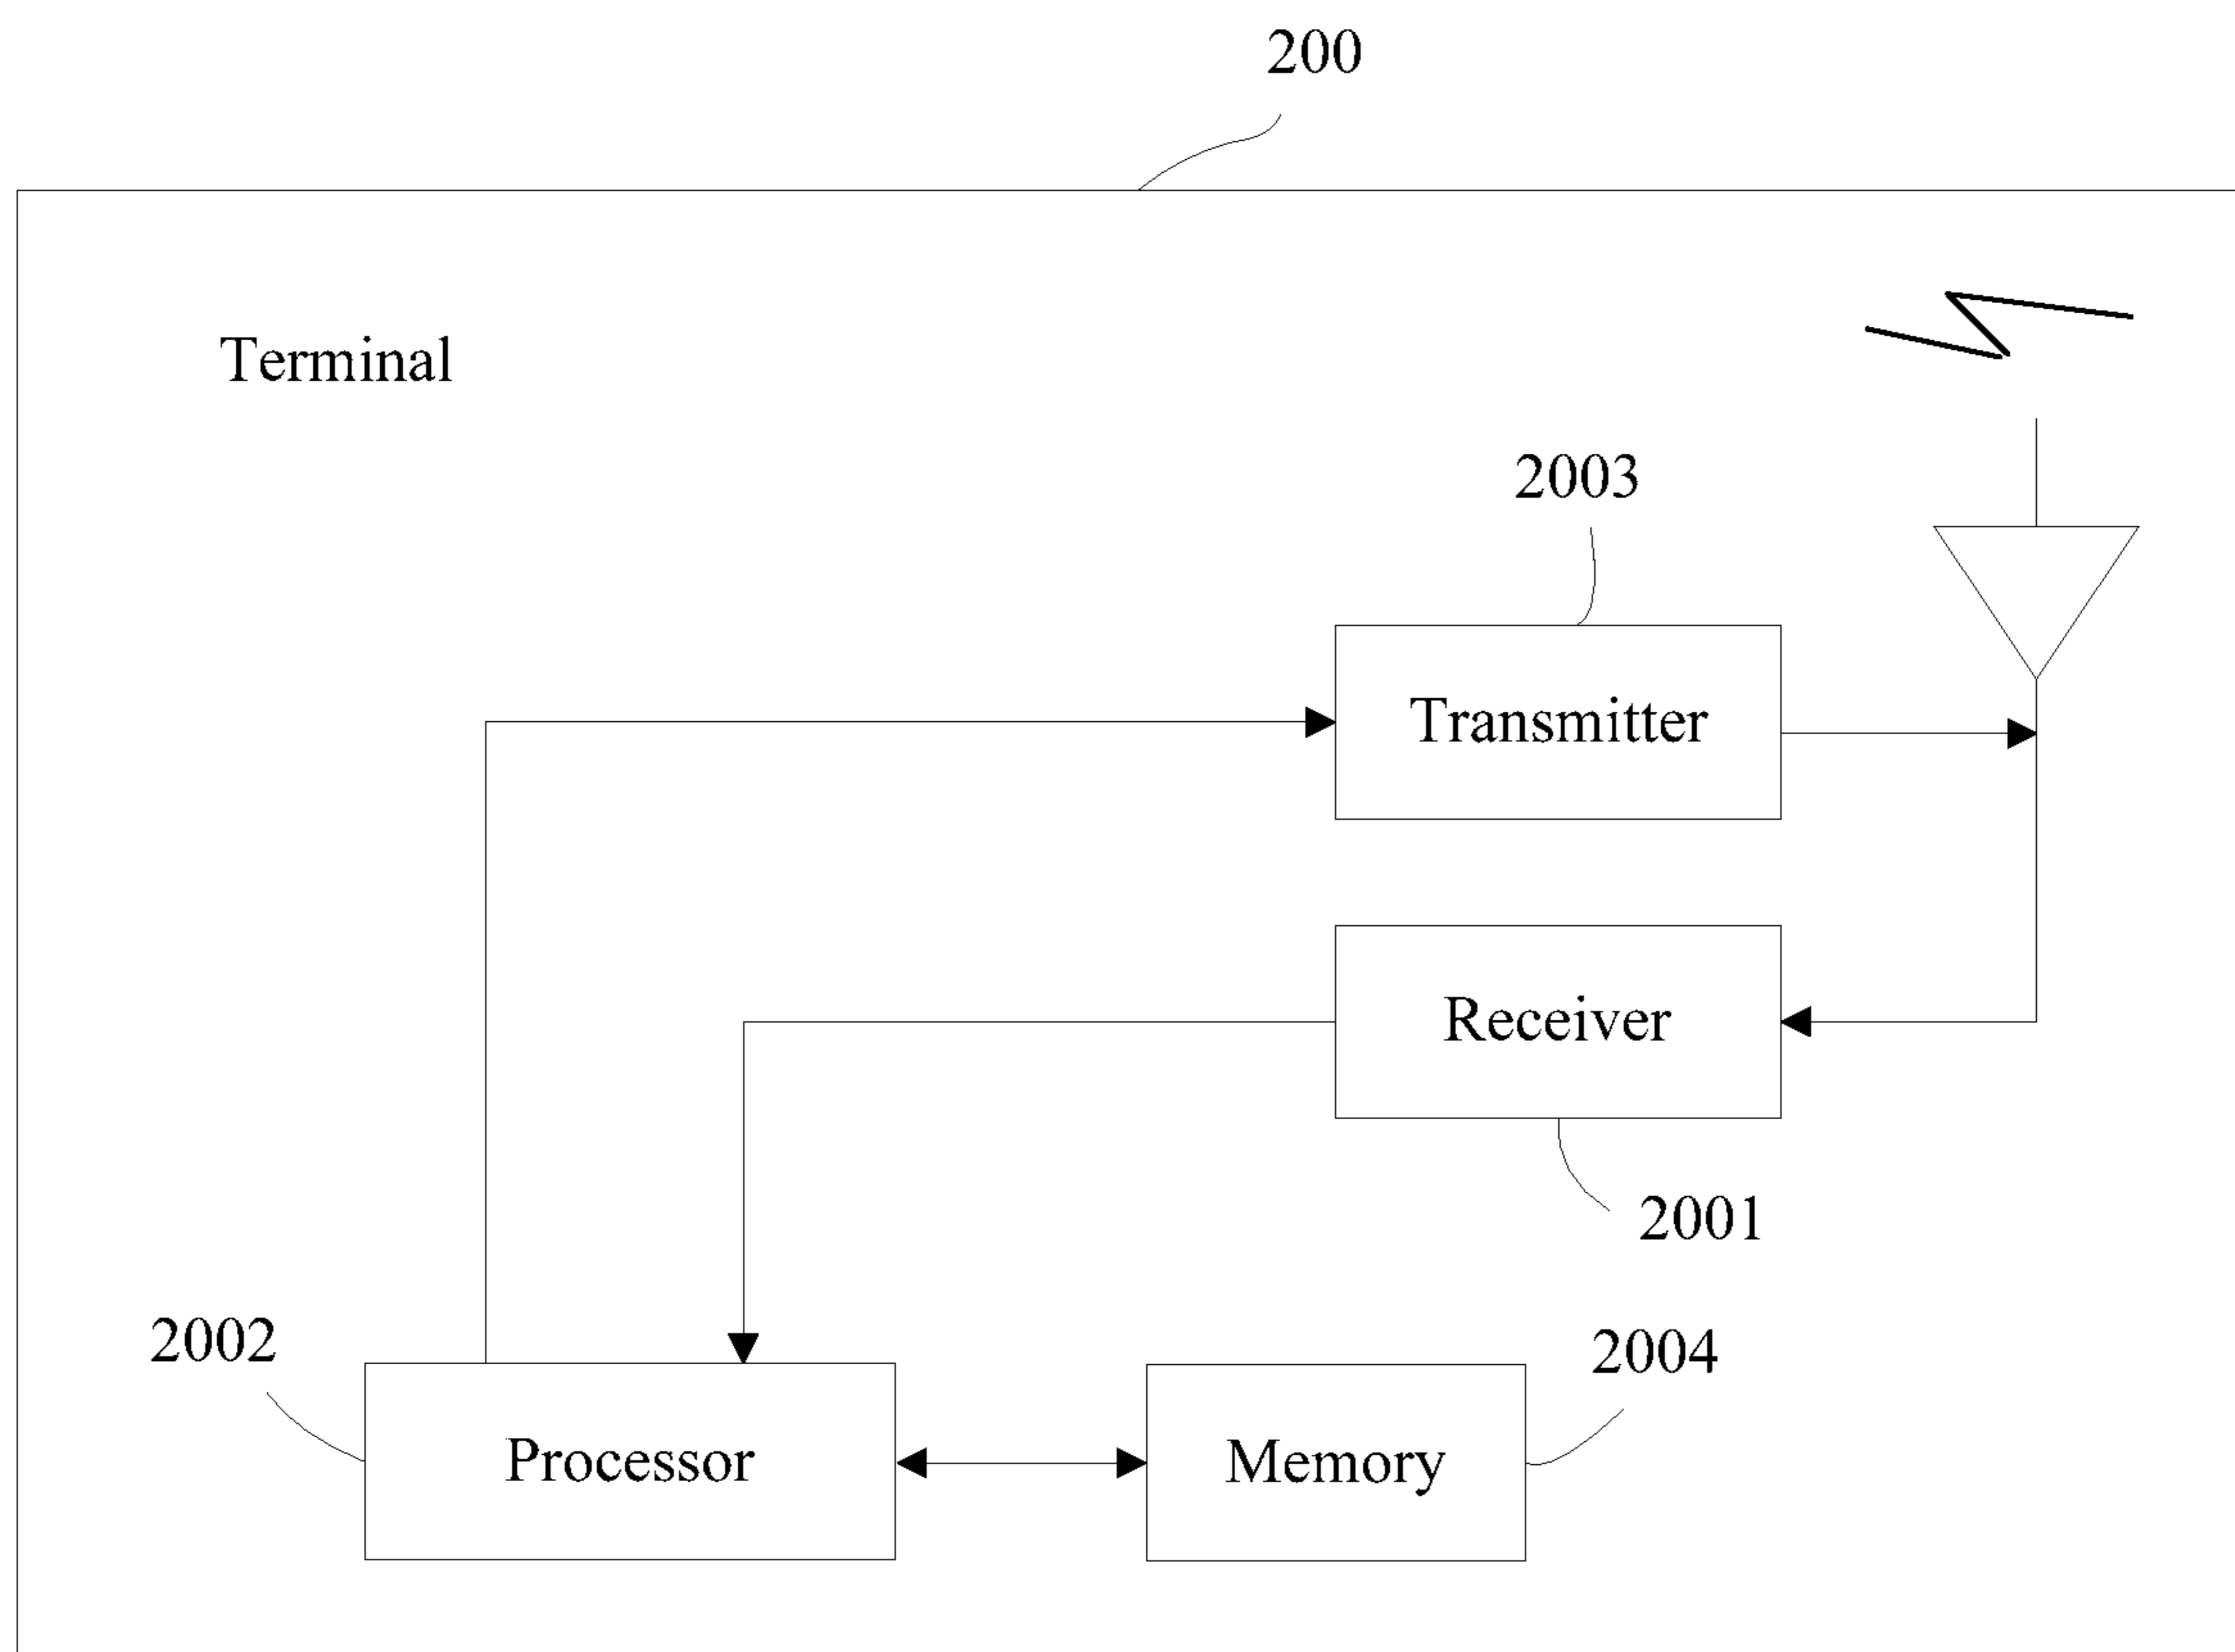 200
Terminal
2003
Transmitter
Receiver
2001
2002
2004
Processor
Memory